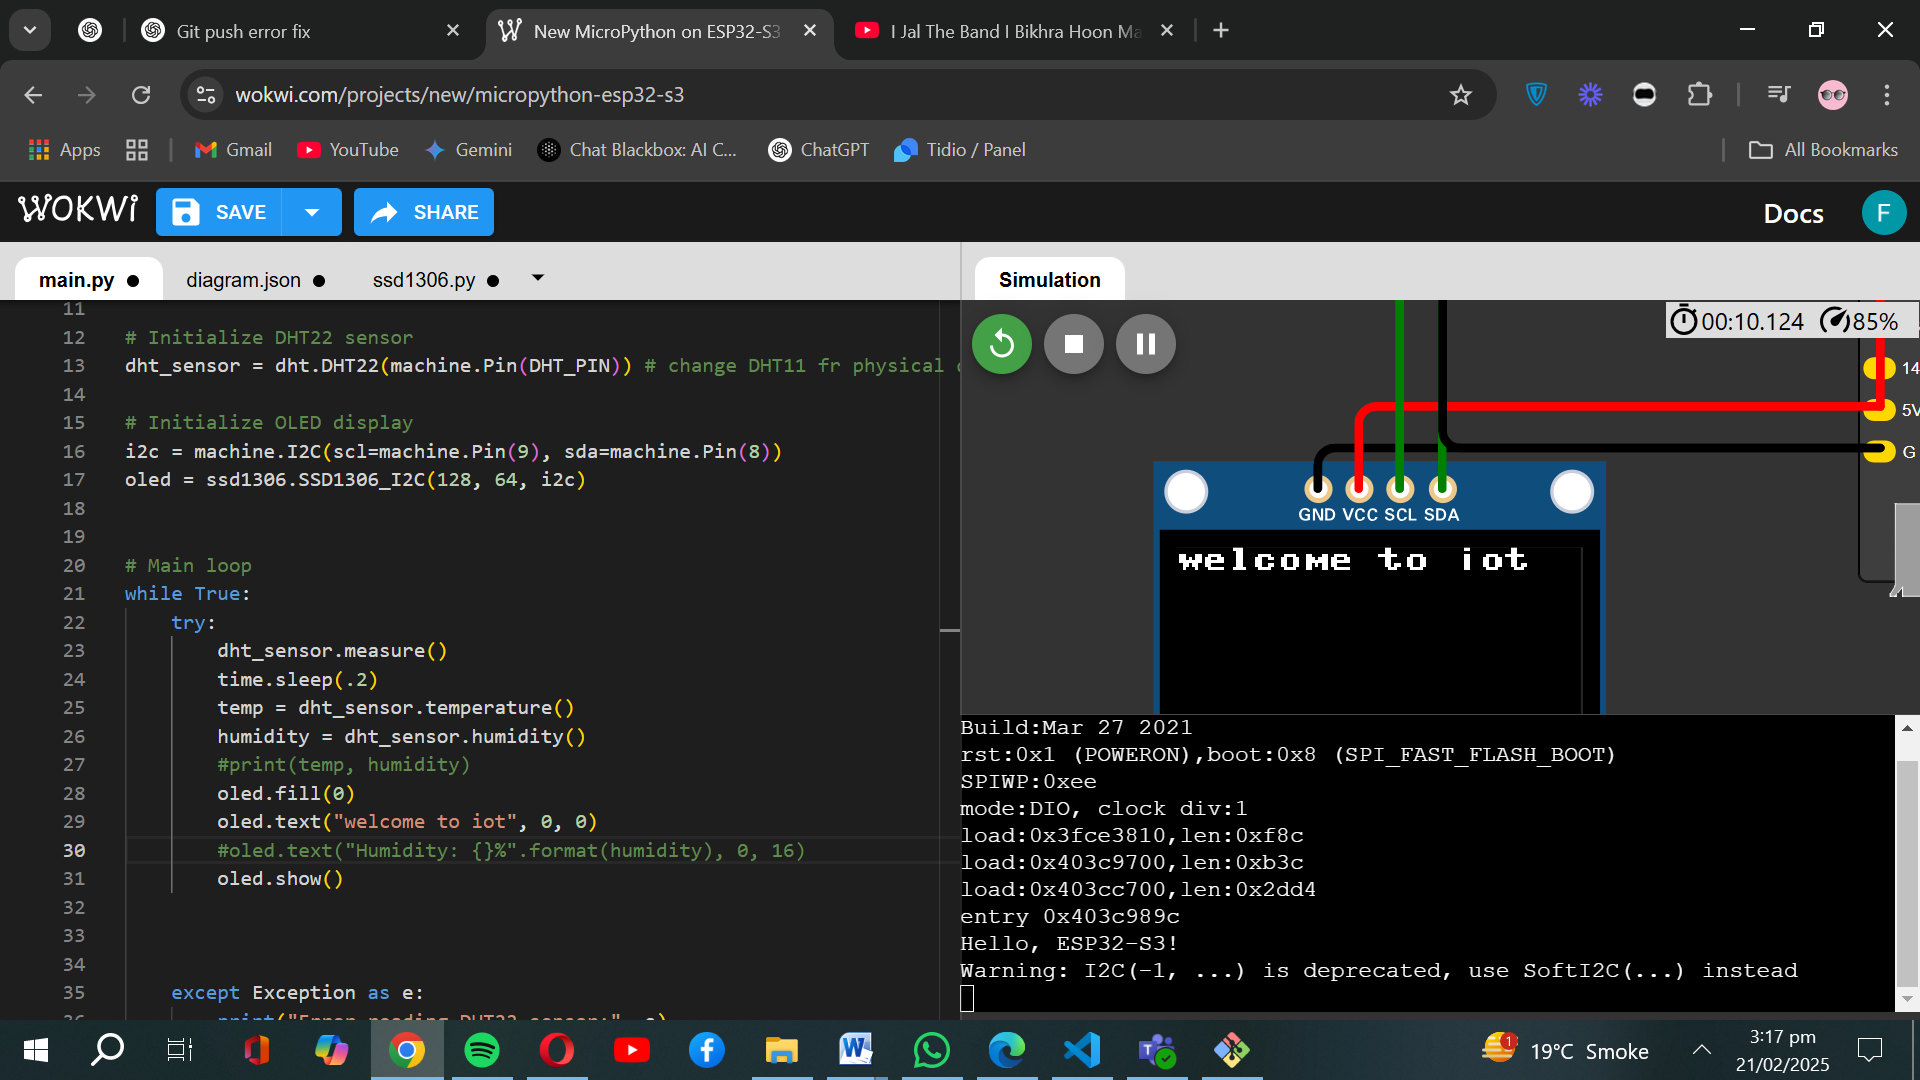 Git push error fix
New MicroPython on ESP32-S3
I Jal The Band I Bikhra Hoon Ma
wokwi.com/projects/new/micropython-esp32-s3
Apps
Gmail
YouTube
Gemini
Chat Blackbox: AI C...
ChatGPT
Tidio / Panel
All Bookmarks
WOKWi
SAVE
SHARE
Docs
F
main.py
diagram.json
ssd1306.py
Simulation
11
12 # Initialize DHT22 sensor
13 dht_sensor = dht.DHT22(machine.Pin(DHT_PIN)) # change DHT11 fr physical
14
15 # Initialize OLED display
16 i2c = machine.I2C(scl=machine.Pin(9), sda=machine.Pin(8))
17 oled = ssd1306.SSD1306_I2C(128, 64, i2c)
18
19
20 # Main loop
21 while True:
22 try:
23 dht_sensor.measure()
24 time.sleep(.2)
25 temp = dht_sensor.temperature()
26 humidity = dht_sensor.humidity()
27 #print(temp, humidity)
28 oled.fill(0)
29 oled.text("welcome to iot", 0, 0)
30 #oled.text("Humidity: {}%".format(humidity), 0, 16)
31 oled.show()
32
33
34
35 except Exception as e:
36 print("Error reading DHT22 sensor:", e)
00:10.124 85%
14
5V
G
GND VCC SCL SDA
welcome to iot
Build:Mar 27 2021
rst:0x1 (POWERON),boot:0x8 (SPI_FAST_FLASH_BOOT)
SPIWP:0xee
mode:DIO, clock div:1
load:0x3fce3810,len:0xf8c
load:0x403c9700,len:0xb3c
load:0x403cc700,len:0x2dd4
entry 0x403c989c
Hello, ESP32-S3!
Warning: I2C(-1, ...) is deprecated, use SoftI2C(...) instead
1
19°C Smoke
3:17 pm
21/02/2025